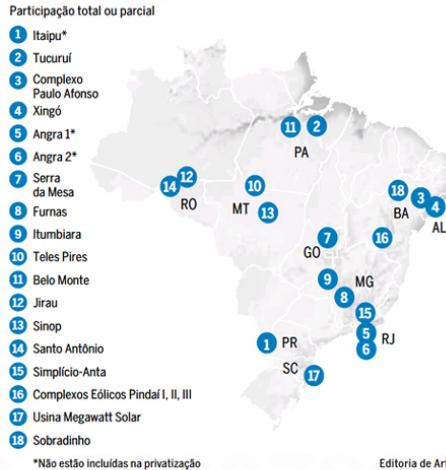 Participação total ou parcial
1 Itaipu*
2 Tucuruí
3 Complexo
Paulo Afonso
4 Xingó
5 Angra 1*
6 Angra 2*
7 Serra
da Mesa
8 Furnas
9 Itumbiara
10 Teles Pires
11 Belo Monte
12 Jirau
13 Sinop
14 Santo Antônio
15 Simplício-Anta
16 Complexos Eólicos Pindaí I, II, III
17 Usina Megawatt Solar
18 Sobradinho
*Não estão incluídas na privatização
11 2
PA
14 12
RO
10
MT
13
18
BA
3
4
AL
7
GO
16
9
MG
8
15
5
RJ
6
1
PR
SC
17
Editoria de Art